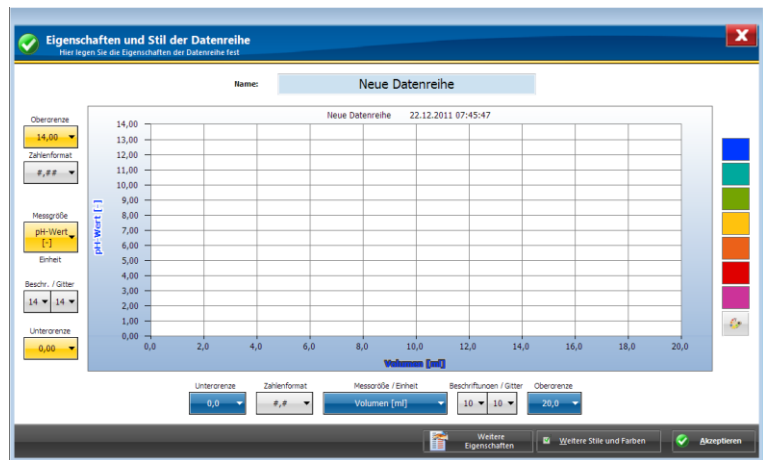 Eigenschaften und Stil der Datenreihe
Hier legen Sie die Eigenschaften der Datenreihe fest
X
Name:
Neue Datenreihe
Neue Datenreihe 22.12.2011 07:45:47
Obergrenze
14,00
Zahlenformat
#,##
Messgröße
pH-Wert
[-]
Einheit
Beschr. / Gitter
14 14
Untergrenze
0,00
pH-Wert [-]
14,00
13,00
12,00
11,00
10,00
9,00
8,00
7,00
6,00
5,00
4,00
3,00
2,00
1,00
0,00
0,0 2,0 4,0 6,0 8,0 10,0 12,0 14,0 16,0 18,0 20,0
Volumen [ml]
Untergrenze Zahlenformat Messgröße / Einheit Beschriftungen / Gitter Obergrenze
0,0 #,# Volumen [ml] 10 10 20,0
Weitere
Eigenschaften
Weitere Stile und Farben
Akzeptieren